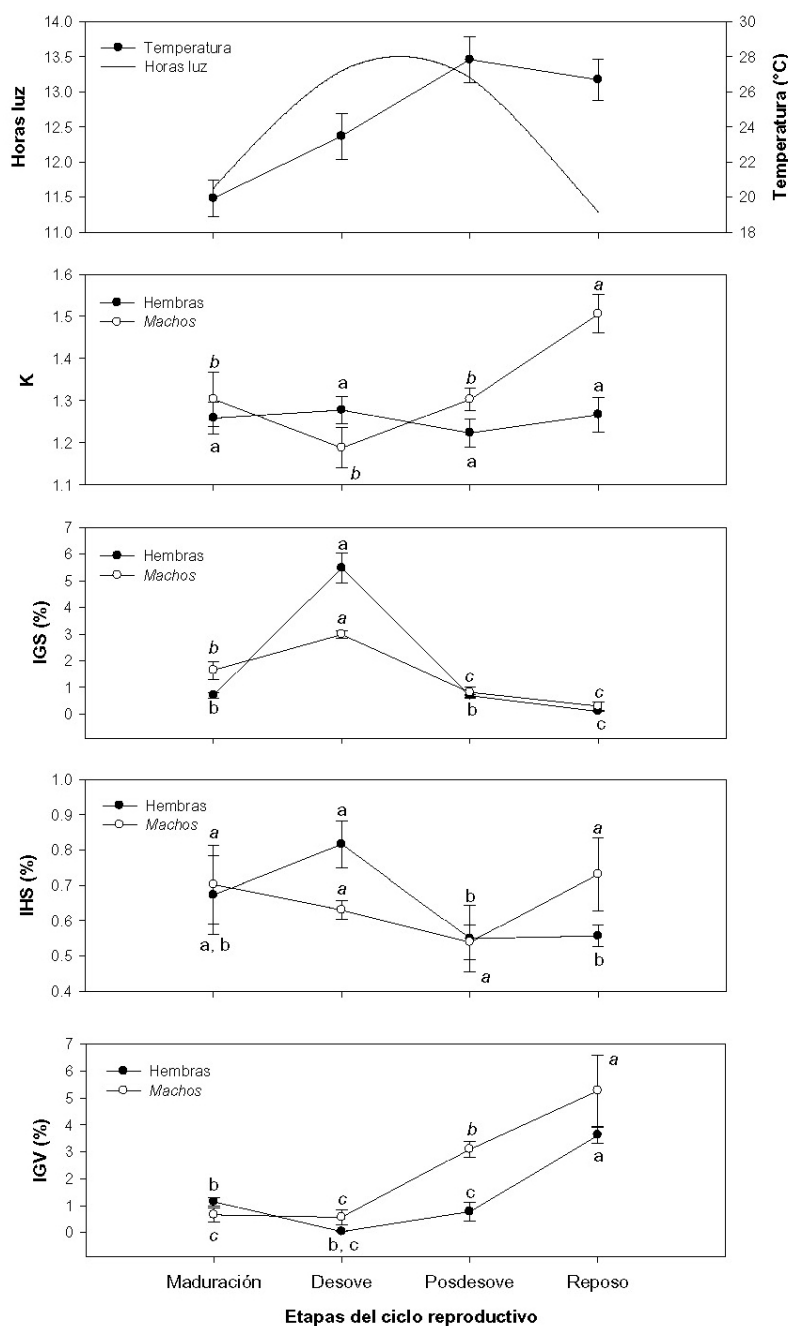 14.0
13.5
13.0
12.5
12.0
11.5
11.0
Horas luz
Temperatura
Horas luz
30
28
26
24
22
20
18
Temperatura (°C)
1.6
1.5
1.4
1.3
1.2
1.1
K
Hembras
Machos
b
a
a
b
b
a
a
a
7
6
5
4
3
2
1
0
IGS (%)
Hembras
Machos
b
b
a
a
c
b
c
c
1.0
0.9
0.8
0.7
0.6
0.5
0.4
IHS (%)
Hembras
Machos
a
a, b
a
a
b
a
a
b
7
6
5
4
3
2
1
0
IGV (%)
Hembras
Machos
b
c
c
b, c
b
c
a
a
Maduración Desove Posdesove Reposo
Etapas del ciclo reproductivo